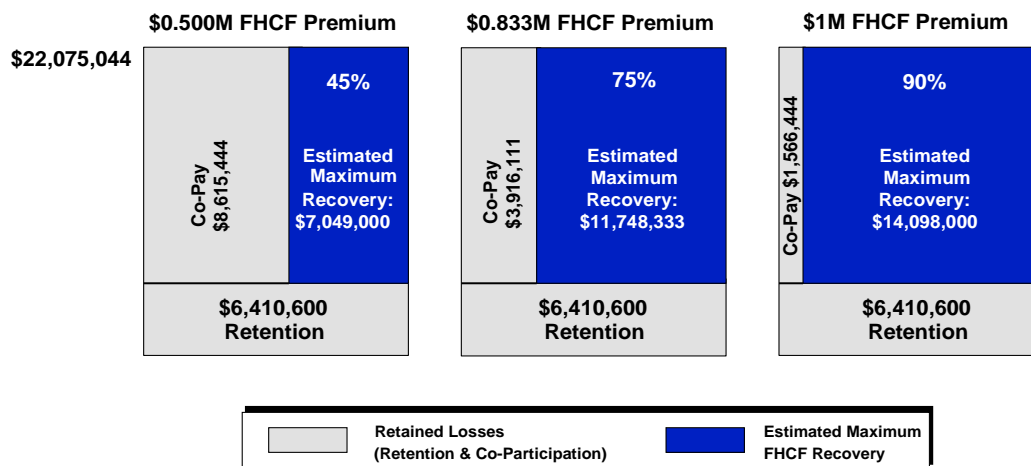 $0.500M FHCF Premium
$0.833M FHCF Premium
$1M FHCF Premium
$22,075,044
45%
Co-Pay
$8,615,444
Estimated
Maximum
Recovery:
$7,049,000
$6,410,600
Retention
75%
Co-Pay
$3,916,111
Estimated
Maximum
Recovery:
$11,748,333
$6,410,600
Retention
90%
Co-Pay $1,566,444
Estimated
Maximum
Recovery:
$14,098,000
$6,410,600
Retention
Retained Losses
(Retention & Co-Participation)
Estimated Maximum
FHCF Recovery